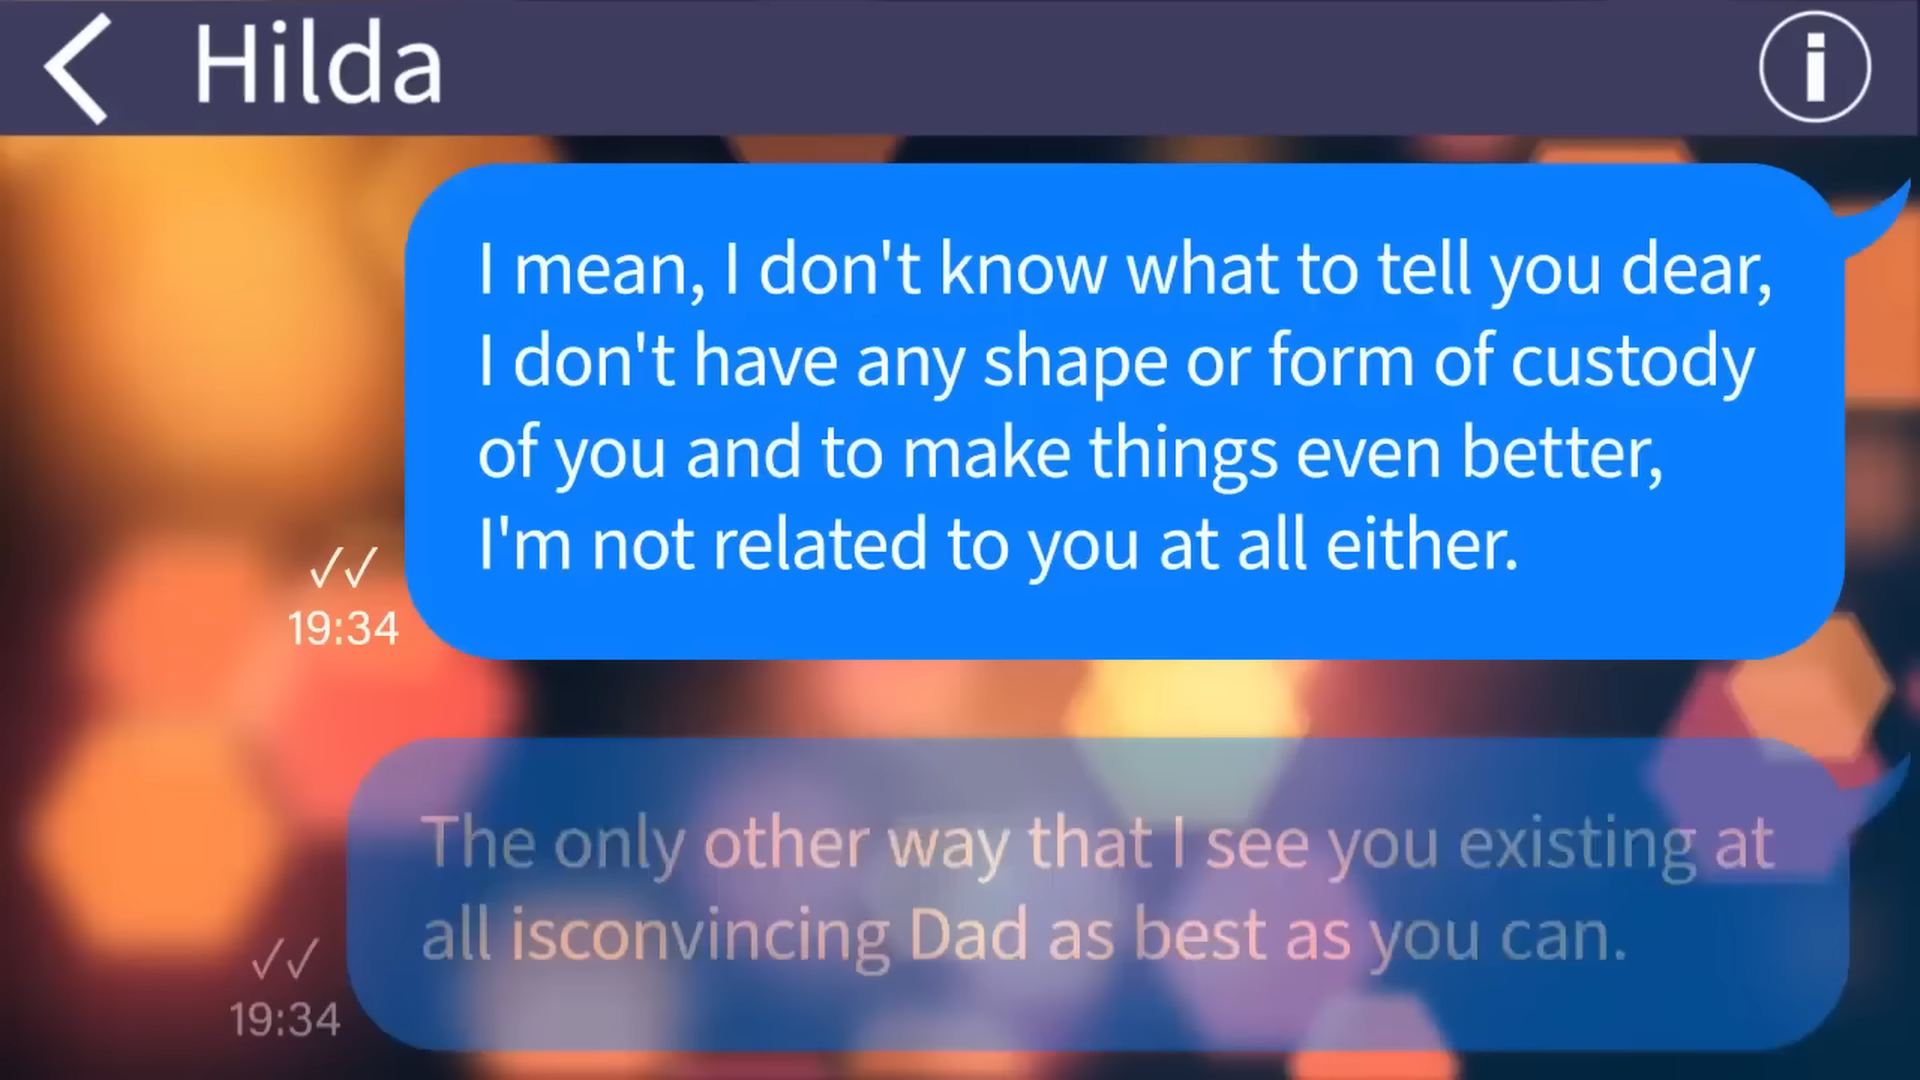 Hilda
I mean, I don't know what to tell you dear,
I don't have any shape or form of custody
of you and to make things even better,
I'm not related to you at all either.
19:34
The only other way that I see you existing at
all isconvincing Dad as best as you can.
19:34